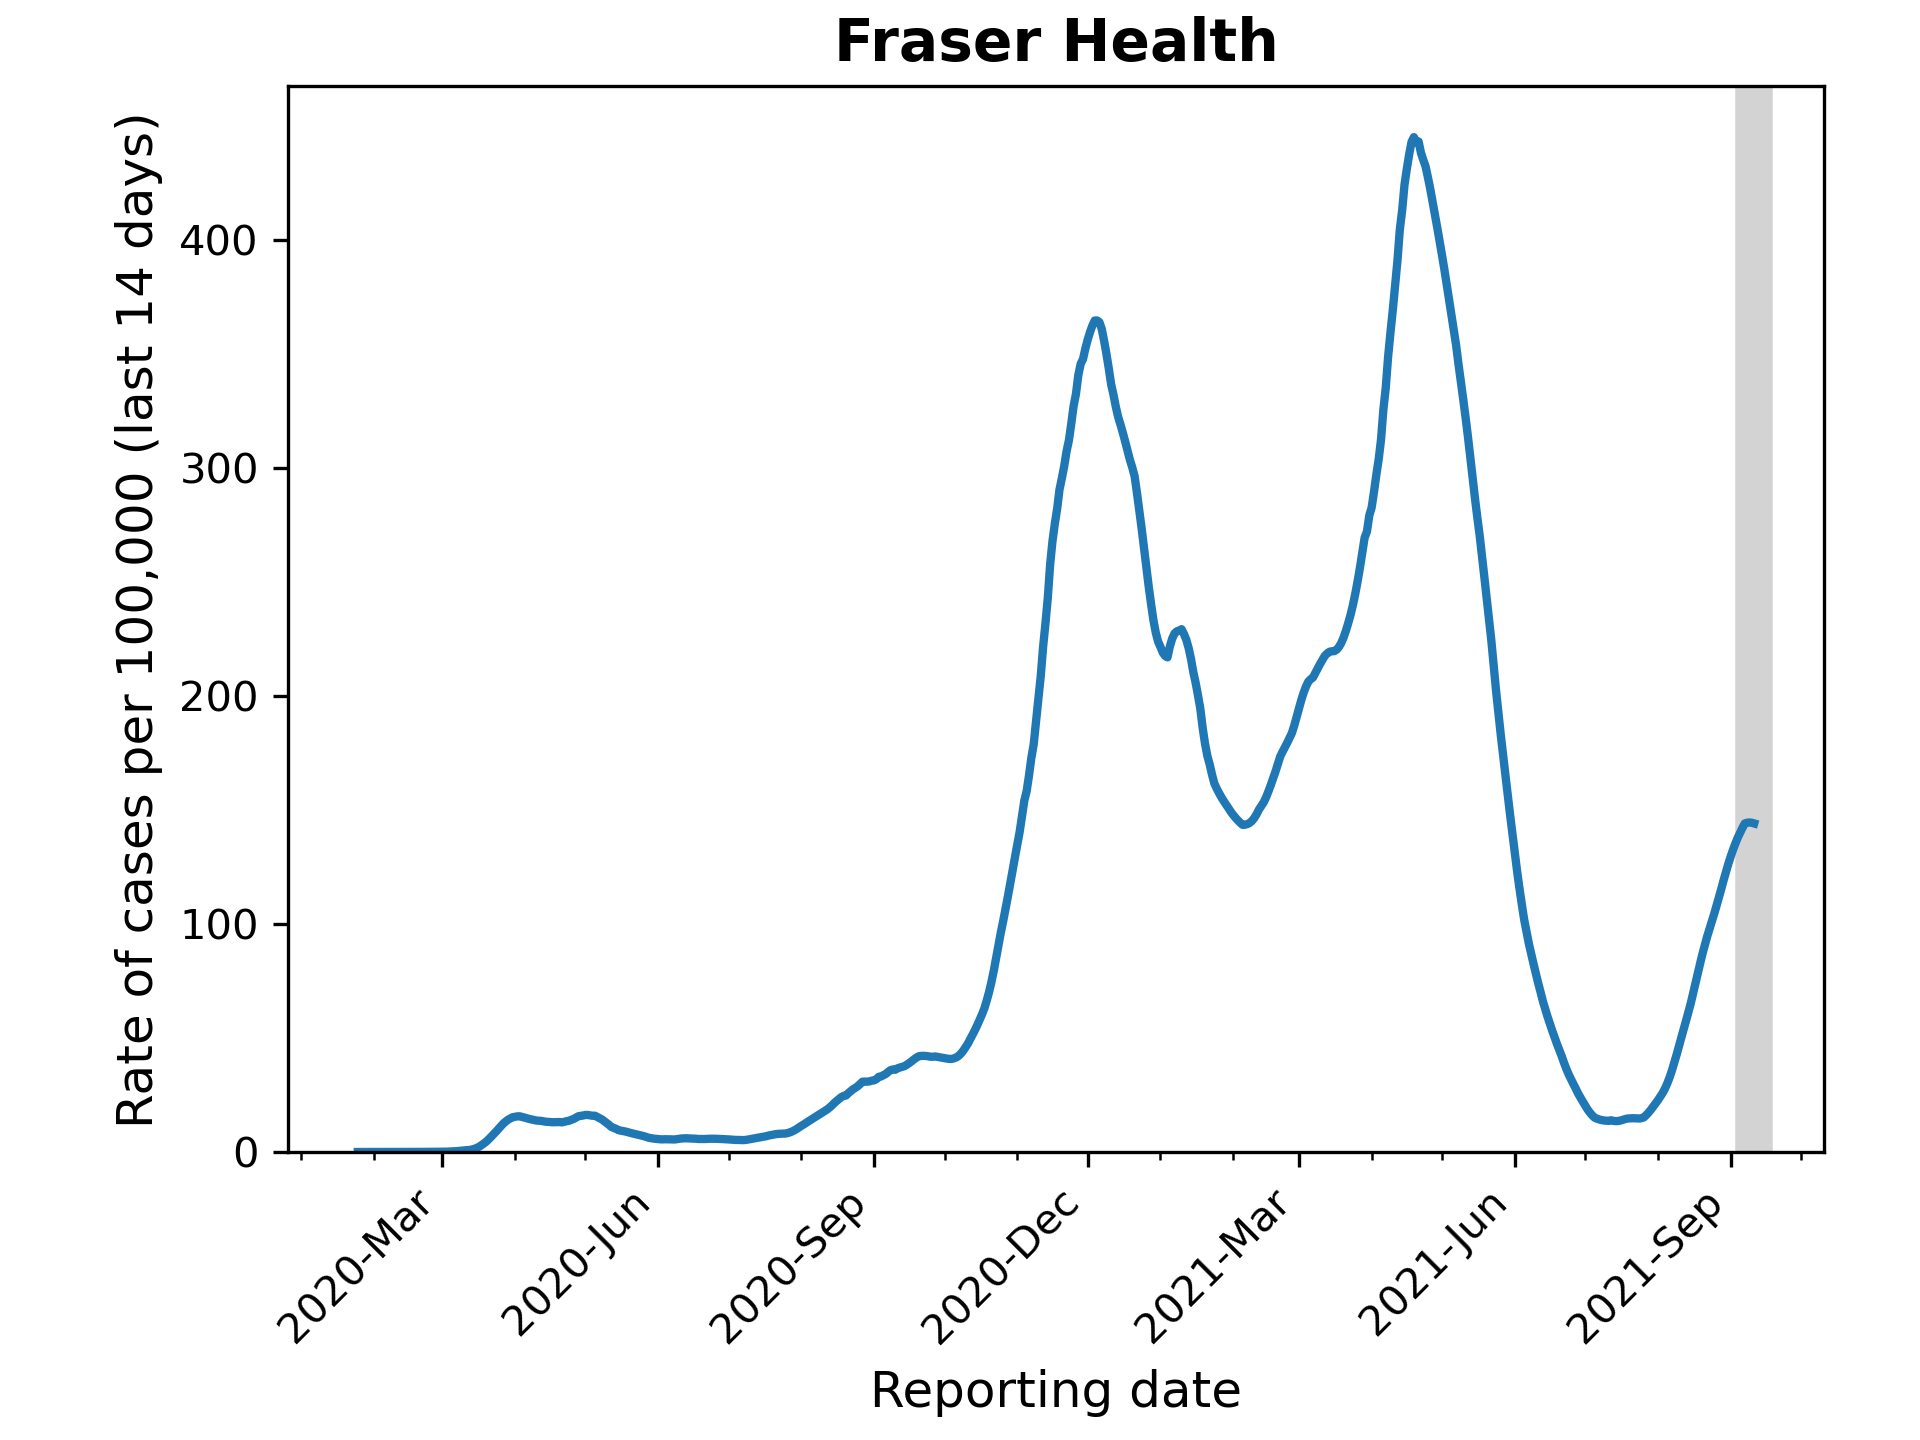 Fraser Health
Rate of cases per 100,000 (last 14 days)
400
300
200
100
0
2020-Mar
2020-Jun
2020-Sep
2020-Dec
2021-Mar
2021-Jun
2021-Sep
Reporting date